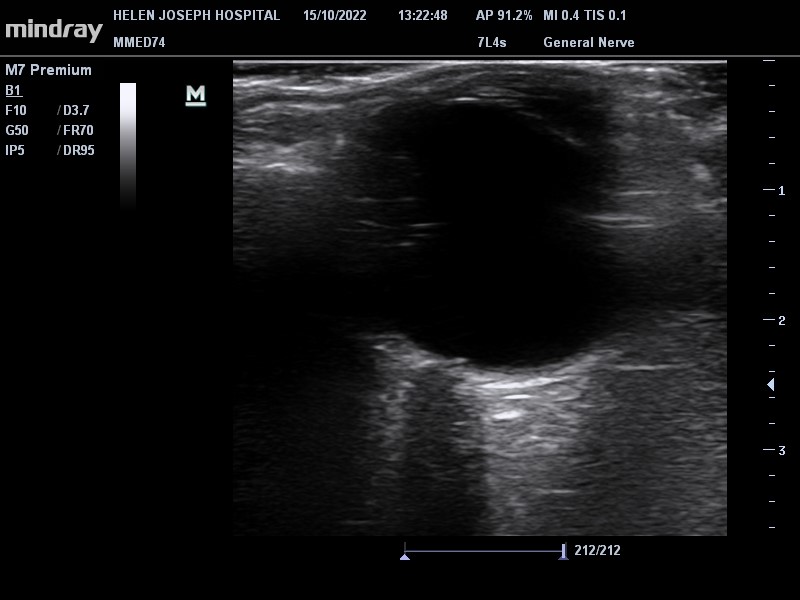 mindray
HELEN JOSEPH HOSPITAL 15/10/2022 13:22:48 AP 91.2% MI 0.4 TIS 0.1
MMED74 7L4s General Nerve
M7 Premium
B1
F10 / D3.7
G50 / FR70
IP5 / DR95
M
1
2
3
212/212